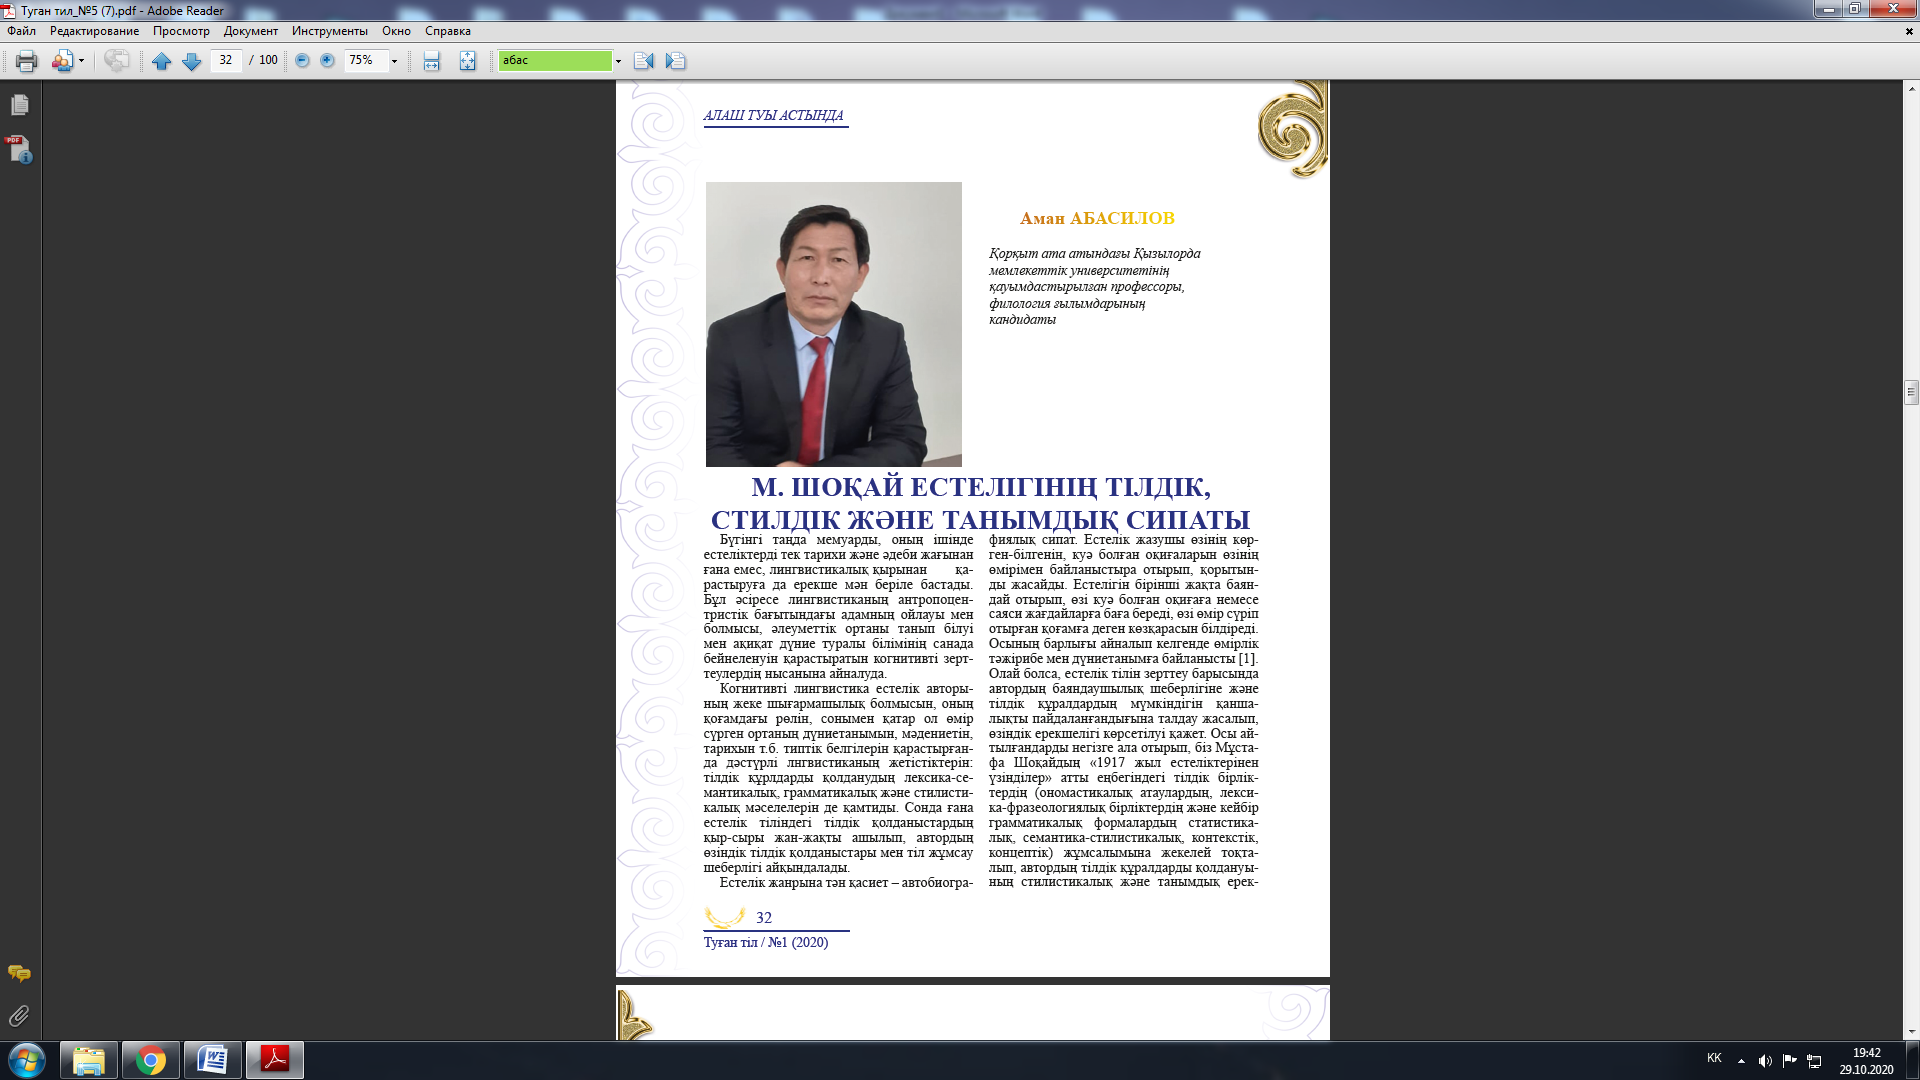 Туган тил_№5 (7).pdf - Adobe Reader
Файл Редактирование Просмотр Документ Инструменты Окно Справка
32 / 100 75% абас
АЛАШ ТУЫ АСТЫНДА
Аман АБАСИЛОВ
Қорқыт ата атындағы Қызылорда
мемлекеттік университетінің
қауымдастырылған профессоры,
филология ғылымдарының
кандидаты
М. ШОҚАЙ ЕСТЕЛІГІНІҢ ТІЛДІК,
СТИЛДІК ЖӘНЕ ТАНЫМДЫҚ СИПАТЫ
Бүгінгі таңда мемуарды, оның ішінде
естеліктерді тек тарихи және әдеби жағынан
ғана емес, лингвистикалық қырынан қа-
растыруға да ерекше мән беріле бастады.
Бұл әсіресе лингвистиканың антропоцен-
тристік бағытындағы адамның ойлауы мен
болмысы, әлеуметтік ортаны танып білуі
мен ақиқат дүние туралы білімінің санада
бейнеленуін қарастыратын когнитивті зерт-
теулердің нысанына айналуда.
Когнитивті лингвистика естелік авторы-
ның жеке шығармашылық болмысын, оның
қоғамдағы рөлін, сонымен қатар ол өмір
сүрген ортаның дүниетанымын, мәдениетін,
тарихын т.б. типтік белгілерін қарастырған-
да дәстүрлі лнгвистиканың жетістіктерін:
тілдік құрлдарды қолданудың лексика-се-
мантикалық, грамматикалық және стилисти-
калық мәселелерін де қамтиды. Сонда ғана
естелік тіліндегі тілдік қолданыстардың
қыр-сыры жан-жақты ашылып, автордың
өзіндік тілдік қолданыстары мен тіл жұмсау
шеберлігі айқындалады.
Естелік жанрына тән қасиет – автобиогра-
фиялық сипат. Естелік жазушы өзінің көр-
ген-білгенін, куә болған оқиғаларын өзінің
өмірімен байланыстыра отырып, қорытын-
ды жасайды. Естелігін бірінші жақта баян-
дай отырып, өзі куә болған оқиғаға немесе
саяси жағдайларға баға береді, өзі өмір сүріп
отырған қоғамға деген көзқарасын білдіреді.
Осының барлығы айналып келгенде өмірлік
тәжірибе мен дүниетанымға байланысты [1].
Олай болса, естелік тілін зерттеу барысында
автордың баяндаушылық шеберлігіне және
тілдік құралдардың мүмкіндігін қанша-
лықты пайдаланғандығына талдау жасалып,
өзіндік ерекшелігі көрсетілуі қажет. Осы ай-
тылғандарды негізге ала отырып, біз Мұста-
фа Шоқайдың «1917 жыл естеліктерінен
үзінділер» атты еңбегіндегі тілдік бірлік-
тердің (ономастикалық атаулардың, лекси-
ка-фразеологиялық бірліктердің және кейбір
грамматикалық формалардың статистика-
лық, семантика-стилистикалық, контекстік,
концептік) жұмсалымына жекелей тоқта-
лып, автордың тілдік құралдарды қолдануы-
ның стилистикалық және танымдық ерек-
32
Туған тіл / №1 (2020)
KK 19:42
29.10.2020